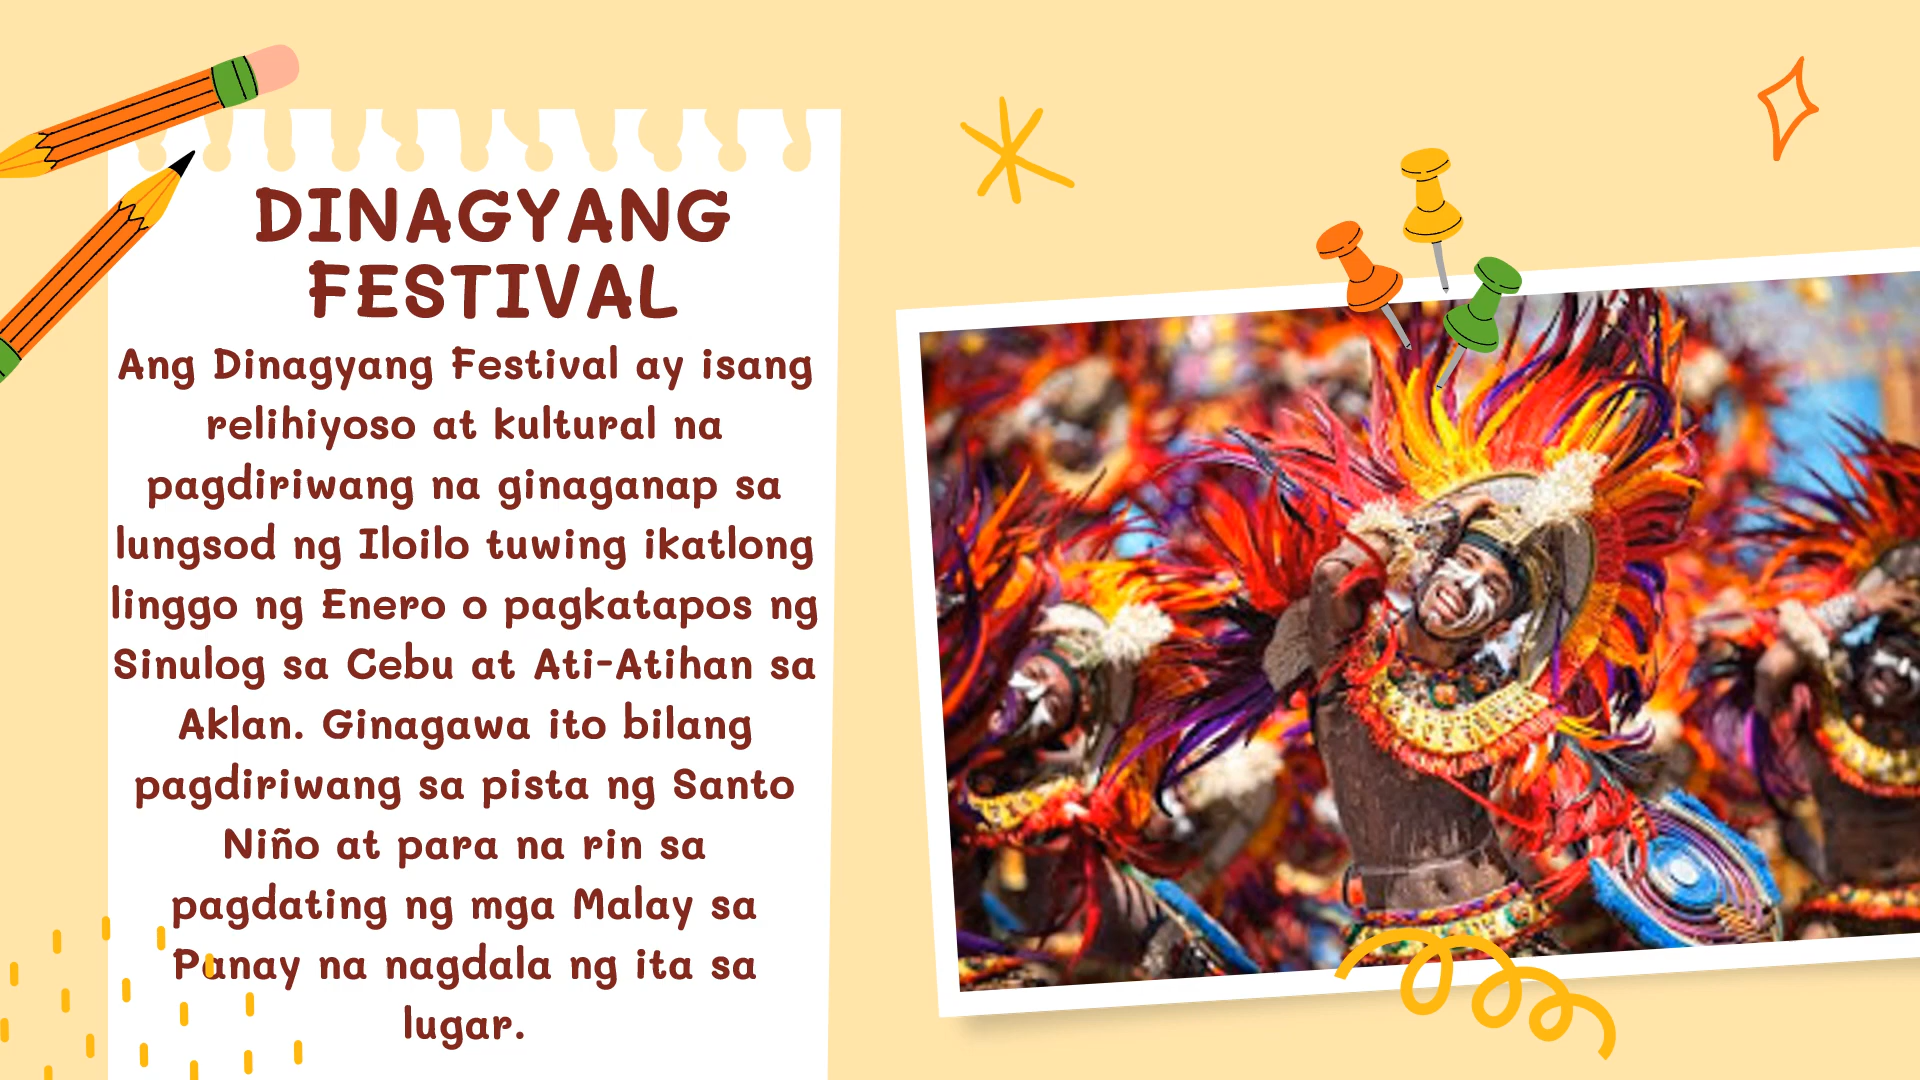 DINAGYANG
FESTIVAL
Ang Dinagyang Festival ay isang
relihiyoso at kultural na
pagdiriwang na ginaganap sa
lungsod ng Iloilo tuwing ikatlong
linggo ng Enero o pagkatapos ng
Sinulog sa Cebu at Ati-Atihan sa
Aklan. Ginagawa ito bilang
pagdiriwang sa pista ng Santo
Niño at para na rin sa
pagdating ng mga Malay sa
Panay na nagdala ng ita sa
lugar.